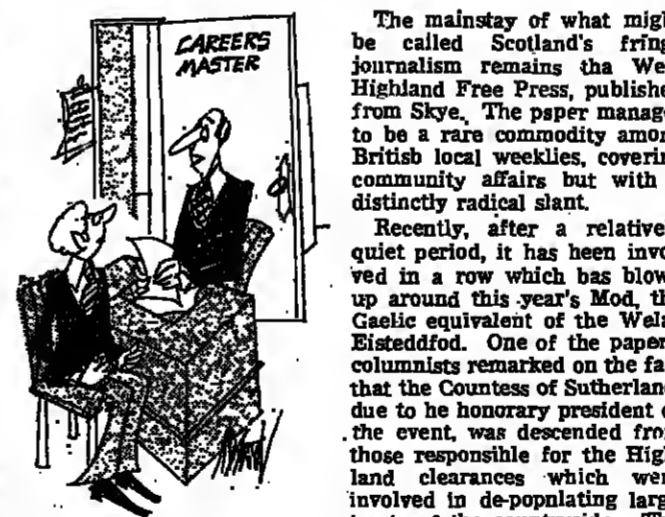 CAREERS
MASTER
The mainstay of what migh
be called Scotland's fring
journalism remains tha We
Highland Free Press, publishe
from Skye. The psper manag
to be a rare commodity amon
Britisb local weeklies, coverin
community affairs but with
distinctly radical slant.
Recently, after a relative
quiet period, it has heen invo
ved in a row which bas blow
up around this year's Mod, th
Gaelic equivalent of the Wels
Eisteddfod. One of the paper
columnists remarked on the fa
that the Countess of Sutherlan
due to he honorary president o
the event, was descended fro
those responsible for the Hig
land clearances which wer
involved in de-popnlating larg